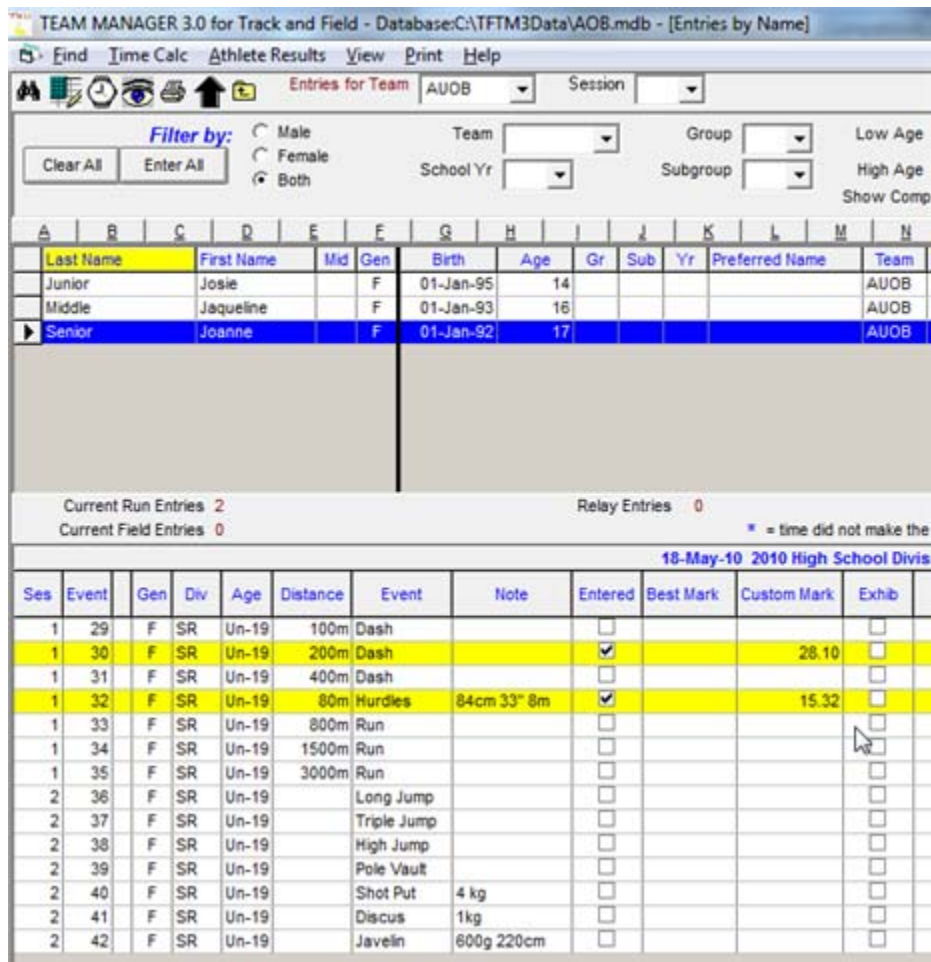 TEAM MANAGER 3.0 for Track and Field - Database:C:\TFTM3Data\AOB.mdb - [Entries by Name]
Find Time Calc Athlete Results View Print Help
Entries for Team AUOB Session
Filter by: Male Team Group Low Age
Clear All Enter All Female School Yr Subgroup High Age
Both Show Comp
A B C D E F G H I J K L M N
Last Name First Name Mid Gen Birth Age Gr Sub Yr Preferred Name Team
Junior Josie F 01-Jan-95 14 AUOB
Middle Jaqueline F 01-Jan-93 16 AUOB
Senior Joanne F 01-Jan-92 17 AUOB
Current Run Entries 2 Relay Entries 0
Current Field Entries 0 * = time did not make the
18-May-10 2010 High School Divis
Ses Event Gen Div Age Distance Event Note Entered Best Mark Custom Mark Exhib
1 29 F SR Un-19 100m Dash
1 30 F SR Un-19 200m Dash 28.10
1 31 F SR Un-19 400m Dash
1 32 F SR Un-19 80m Hurdles 84cm 33" 8m 15.32
1 33 F SR Un-19 800m Run
1 34 F SR Un-19 1500m Run
1 35 F SR Un-19 3000m Run
2 36 F SR Un-19 Long Jump
2 37 F SR Un-19 Triple Jump
2 38 F SR Un-19 High Jump
2 39 F SR Un-19 Pole Vault
2 40 F SR Un-19 Shot Put 4 kg
2 41 F SR Un-19 Discus 1kg
2 42 F SR Un-19 Javelin 600g 220cm